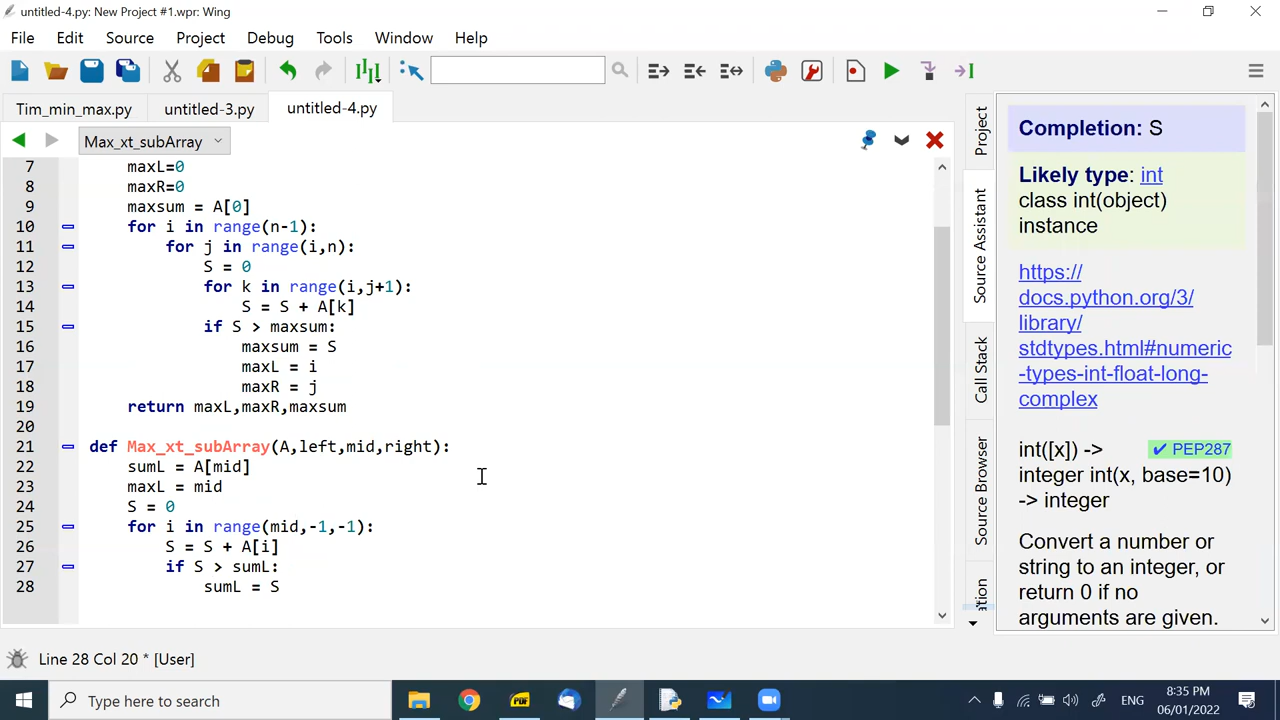 untitled-4.py: New Project #1.wpr: Wing
File Edit Source Project Debug Tools Window Help
Tim_min_max.py untitled-3.py untitled-4.py
Max_xt_subArray
7 maxL=0
8 maxR=0
9 maxsum = A[0]
10 for i in range(n-1):
11 for j in range(i,n):
12 S = 0
13 for k in range(i,j+1):
14 S = S + A[k]
15 if S > maxsum:
16 maxsum = S
17 maxL = i
18 maxR = j
19 return maxL,maxR,maxsum
20
21 def Max_xt_subArray(A,left,mid,right):
22 sumL = A[mid]
23 maxL = mid
24 S = 0
25 for i in range(mid,-1,-1):
26 S = S + A[i]
27 if S > sumL:
28 sumL = S
Project
Source Assistant
Call Stack
Source Browser
Completion: S
Likely type: int
class int(object)
instance
https://
docs.python.org/3/
library/
stdtypes.html#numeric
-types-int-float-long-
complex
int([x]) -> ✔ PEP287
integer int(x, base=10)
-> integer
Convert a number or
string to an integer, or
return 0 if no
arguments are given.
Line 28 Col 20 * [User]
Type here to search
PDF
ENG
8:35 PM
06/01/2022